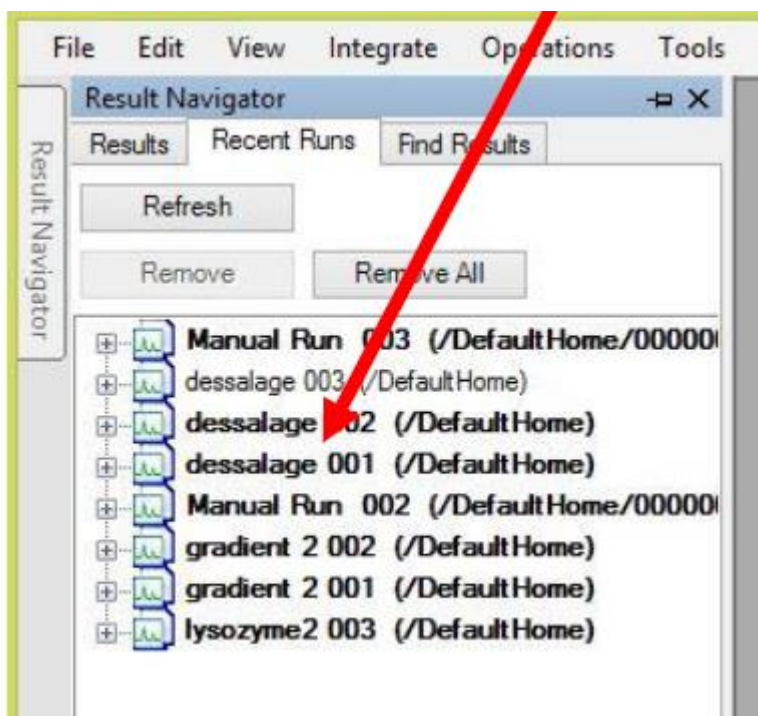 File Edit View Integrate Operations Tools
Result Navigator
Result Navigator
Results Recent Runs Find Results
Refresh
Remove Remove All
Manual Run 003 (/DefaultHome/000000
dessalage 003 (/DefaultHome)
dessalage 002 (/DefaultHome)
dessalage 001 (/DefaultHome)
Manual Run 002 (/DefaultHome/000000
gradient 2 002 (/DefaultHome)
gradient 2 001 (/DefaultHome)
lysozyme2 003 (/DefaultHome)